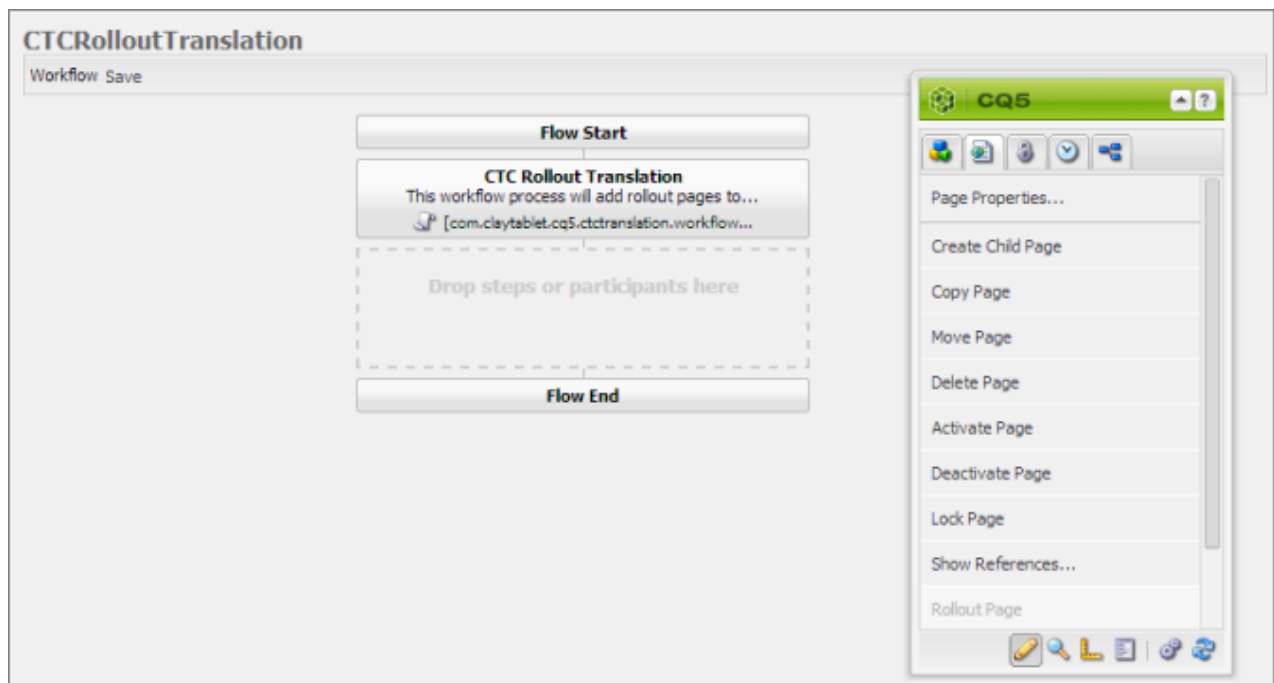 CTCRolloutTranslation
Workflow Save
Flow Start
CTC Rollout Translation
This workflow process will add rollout pages to...
[com.claytablet.cq5.ctctranslation.workflow...
Drop steps or participants here
Flow End
CQ5
?
Page Properties...
Create Child Page
Copy Page
Move Page
Delete Page
Activate Page
Deactivate Page
Lock Page
Show References...
Rollout Page